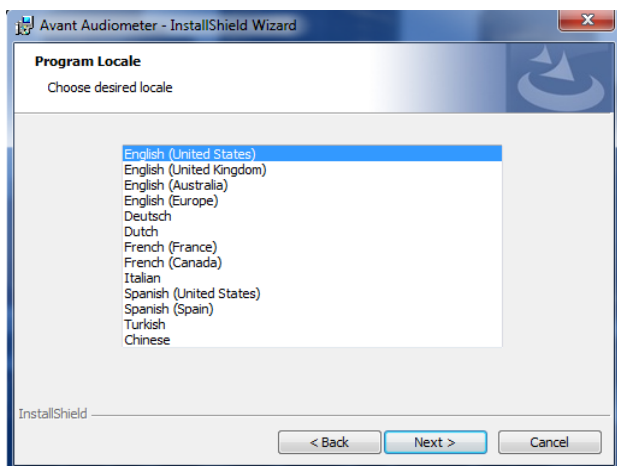 Avant Audiometer - InstallShield Wizard
Program Locale
Choose desired locale
English (United States)
English (United Kingdom)
English (Australia)
English (Europe)
Deutsch
Dutch
French (France)
French (Canada)
Italian
Spanish (United States)
Spanish (Spain)
Turkish
Chinese
InstallShield
< Back Next > Cancel